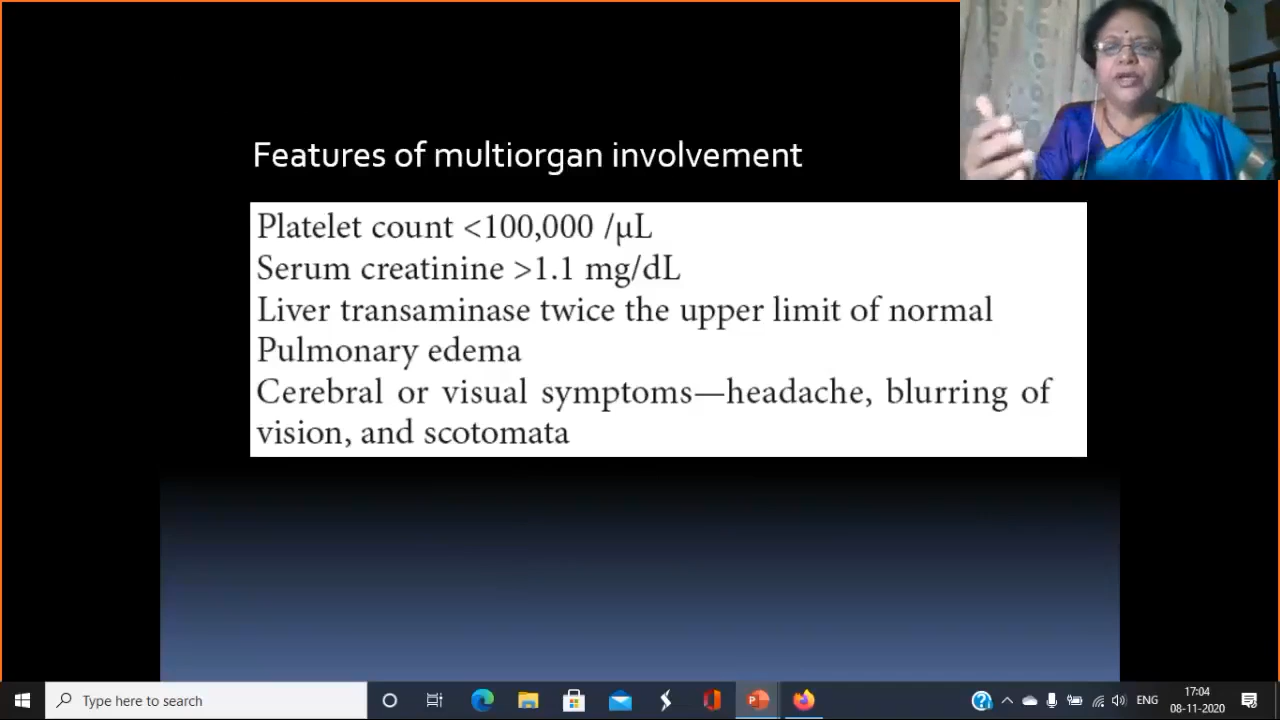 Features of multiorgan involvement
Platelet count <100,000 /µL
Serum creatinine >1.1 mg/dL
Liver transaminase twice the upper limit of normal
Pulmonary edema
Cerebral or visual symptoms—headache, blurring of
vision, and scotomata
Type here to search
ENG
17:04
08-11-2020